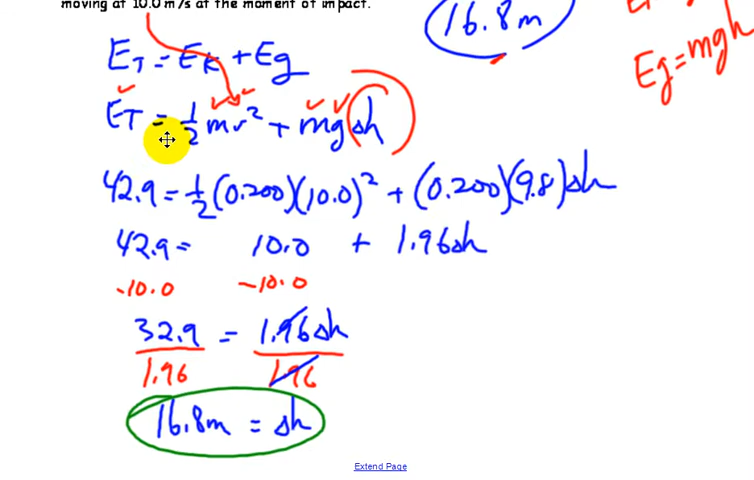 moving at 10.0 m/s at the moment of impact.
16.8m
Eg=mgh
ET = EK + Eg
ET = 1/2 mv² + mgΔh
42.9 = 1/2 (0.200)(10.0)² + (0.200)(9.8)Δh
42.9 = 10.0 + 1.96Δh
-10.0 -10.0
32.9 = 1.96Δh
1.96 1.96
16.8m = Δh
Extend Page